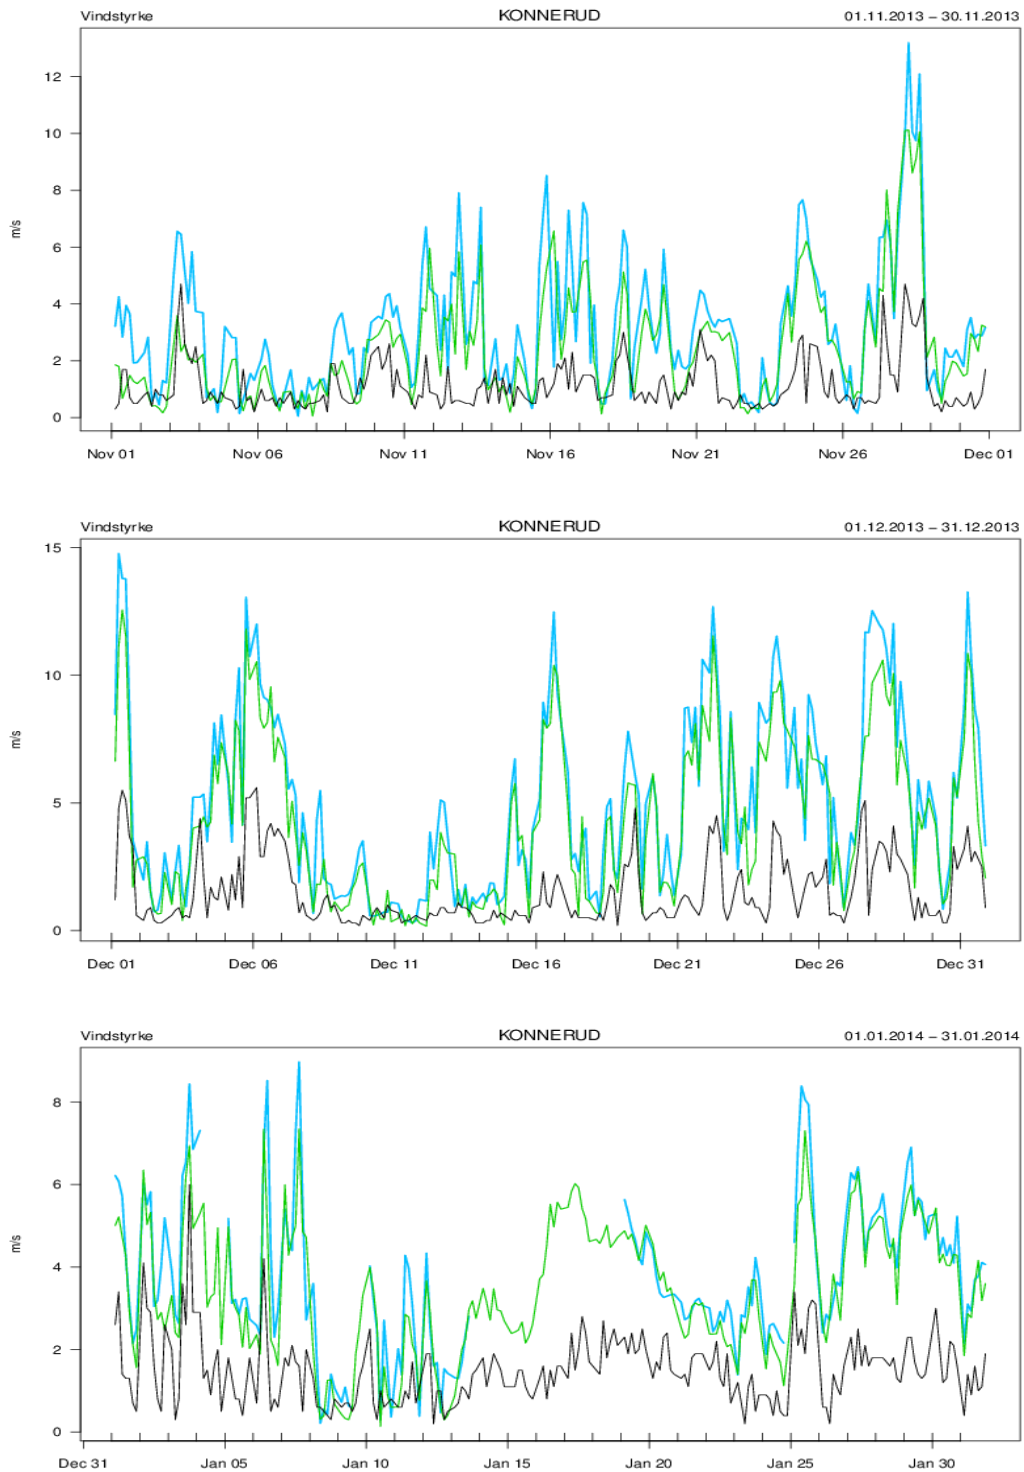 Vindstyrke KONNERUD 01.11.2013 – 30.11.2013
12
10
8
6
4
2
0
m/s
Nov 01 Nov 06 Nov 11 Nov 16 Nov 21 Nov 26 Dec 01
Vindstyrke KONNERUD 01.12.2013 – 31.12.2013
15
10
5
0
m/s
Dec 01 Dec 06 Dec 11 Dec 16 Dec 21 Dec 26 Dec 31
Vindstyrke KONNERUD 01.01.2014 – 31.01.2014
8
6
4
2
0
m/s
Dec 31 Jan 05 Jan 10 Jan 15 Jan 20 Jan 25 Jan 30